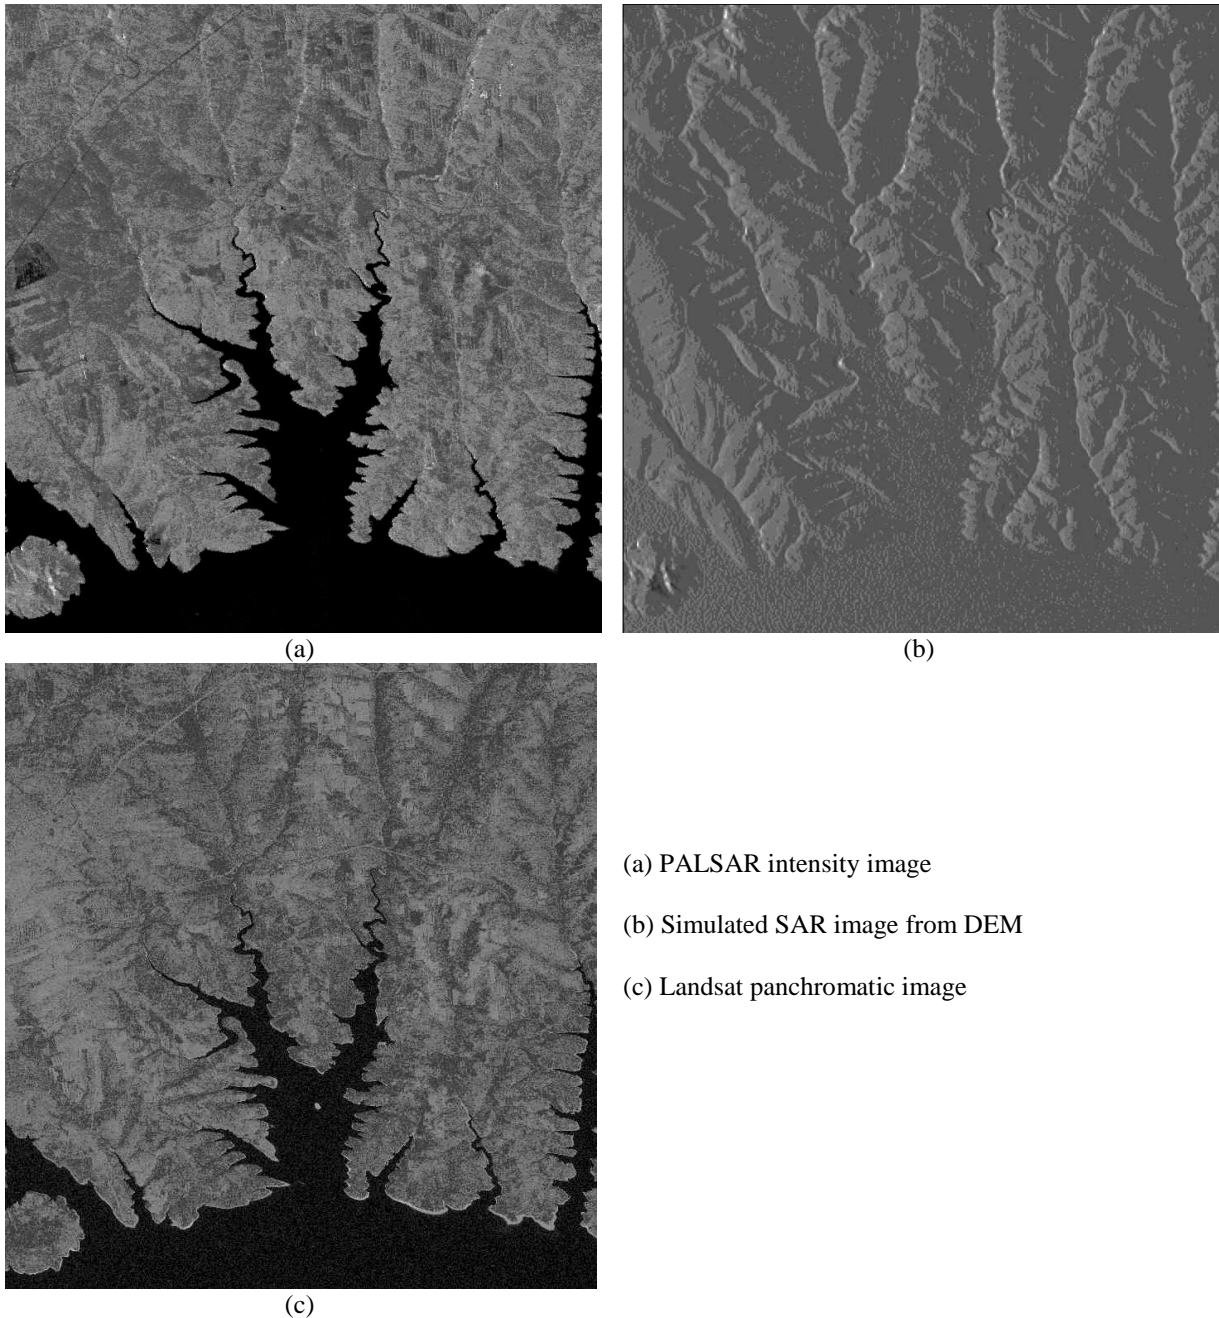 (a)
(b)
(a) PALSAR intensity image
(b) Simulated SAR image from DEM
(c) Landsat panchromatic image
(c)